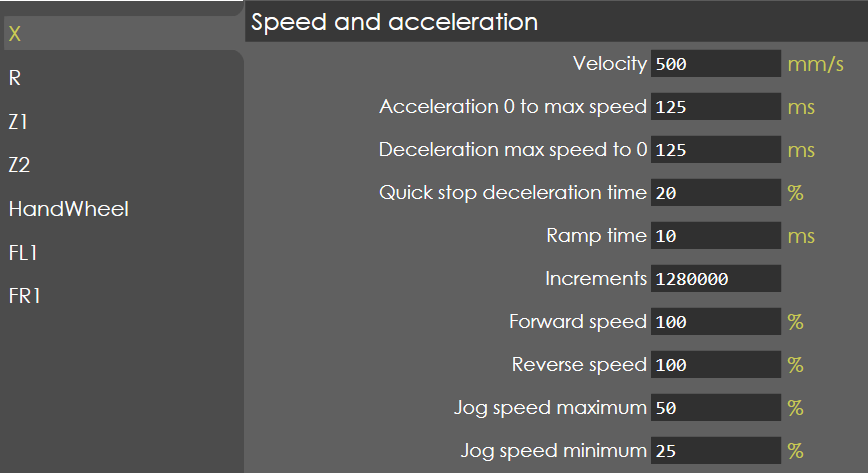 Speed and acceleration
X
R
Z1
Z2
HandWheel
FL1
FR1
Velocity 500 mm/s
Acceleration 0 to max speed 125 ms
Deceleration max speed to 0 125 ms
Quick stop deceleration time 20 %
Ramp time 10 ms
Increments 1280000
Forward speed 100 %
Reverse speed 100 %
Jog speed maximum 50 %
Jog speed minimum 25 %